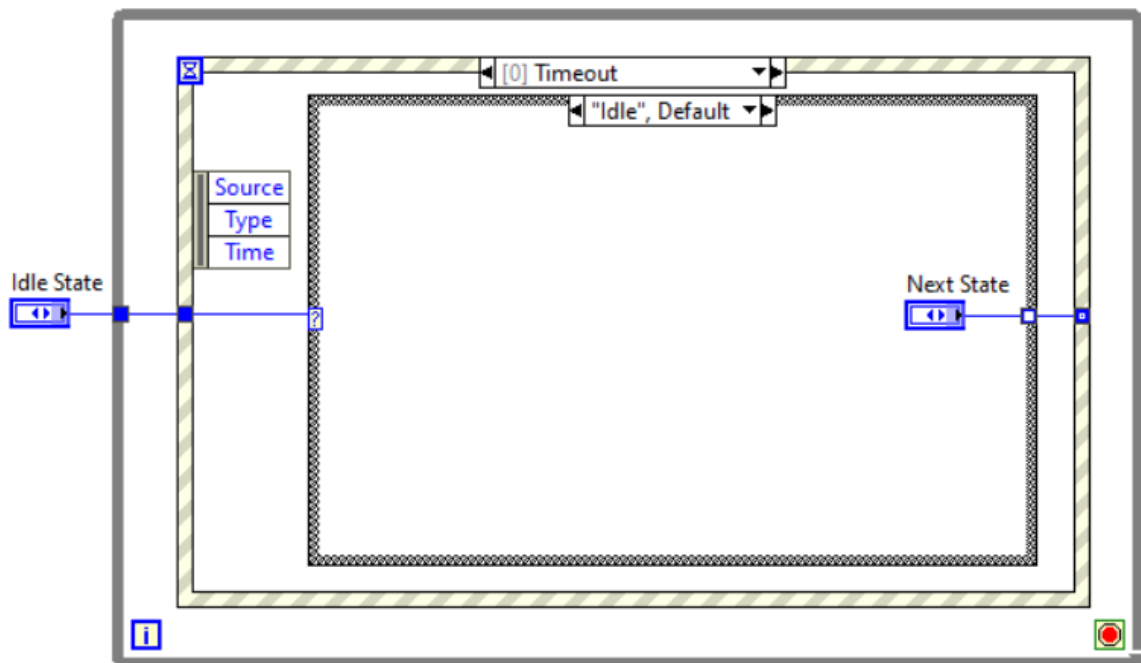 [0] Timeout
"Idle", Default
Source
Type
Time
Idle State
Next State
?
i